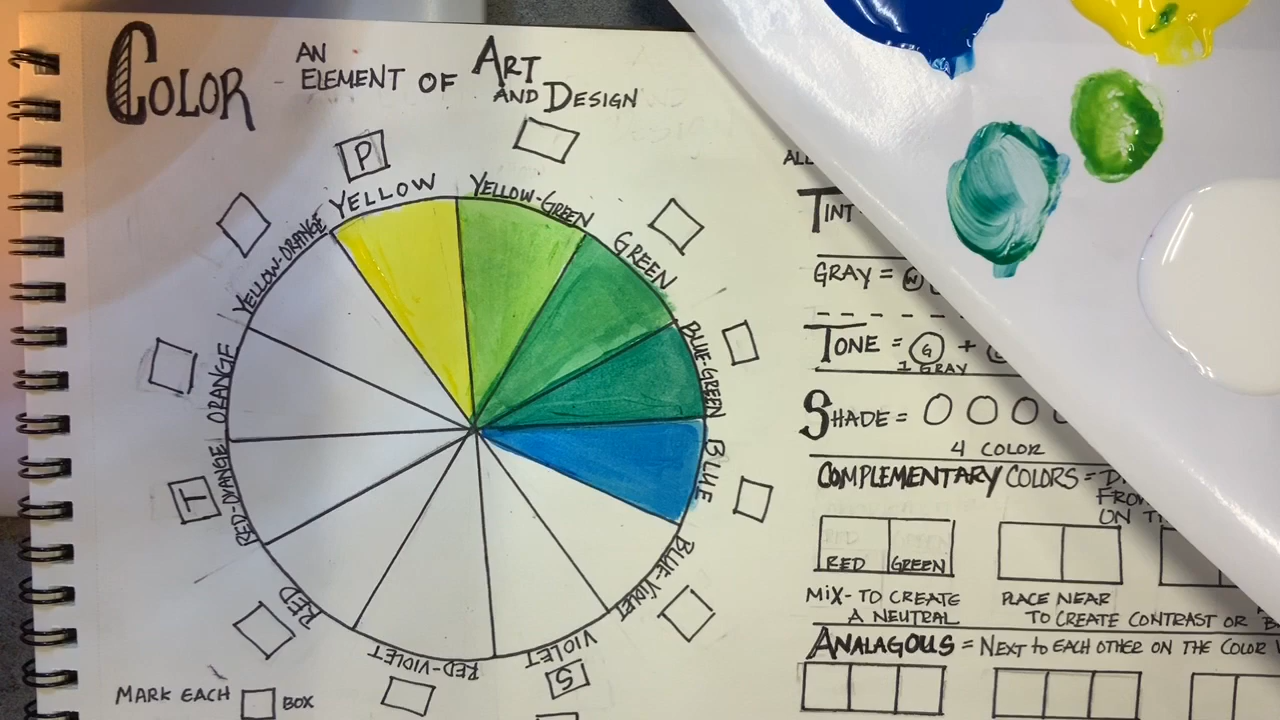 COLOR - AN ELEMENT OF ART AND DESIGN
P
YELLOW
YELLOW-GREEN
GREEN
BLUE-GREEN
BLUE
BLUE-VIOLET
VIOLET
S
RED-VIOLET
RED
RED-ORANGE
T
ORANGE
YELLOW-ORANGE
MARK EACH BOX
TINT
GRAY = W
TONE = G +
1 GRAY
SHADE =
4 COLOR
COMPLEMENTARY COLORS =
ON
RED GREEN
MIX- TO CREATE
A NEUTRAL
PLACE NEAR
TO CREATE CONTRAST OR
ANALAGOUS = NEXT TO EACH OTHER ON THE COLOR